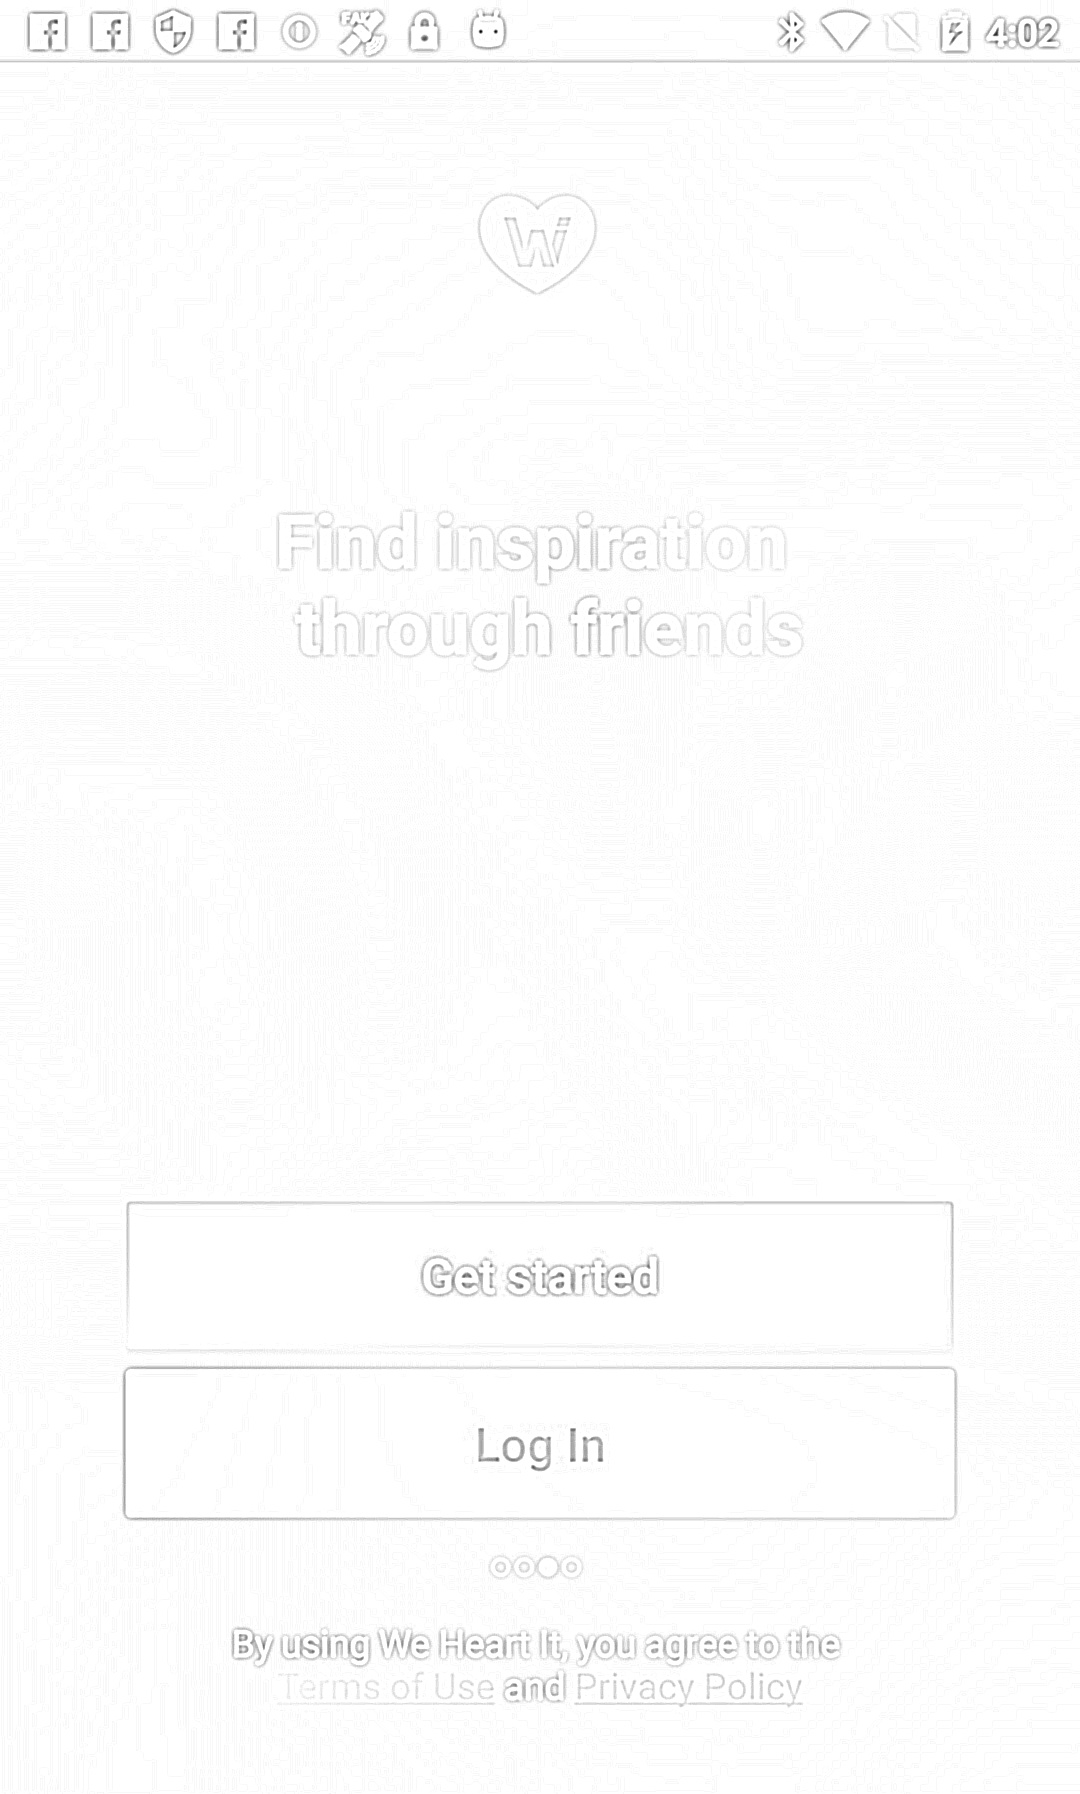 4:02
Wi
Find inspiration
through friends
Get started
Log In
By using We Heart It, you agree to the
Terms of Use and Privacy Policy